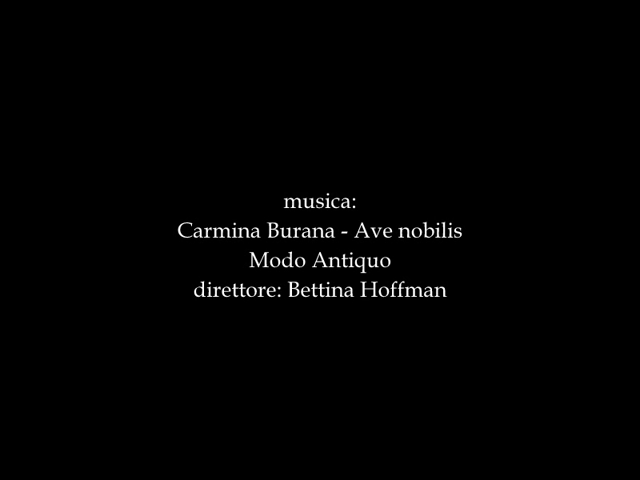 musica:
Carmina Burana - Ave nobilis
Modo Antiquo
direttore: Bettina Hoffman